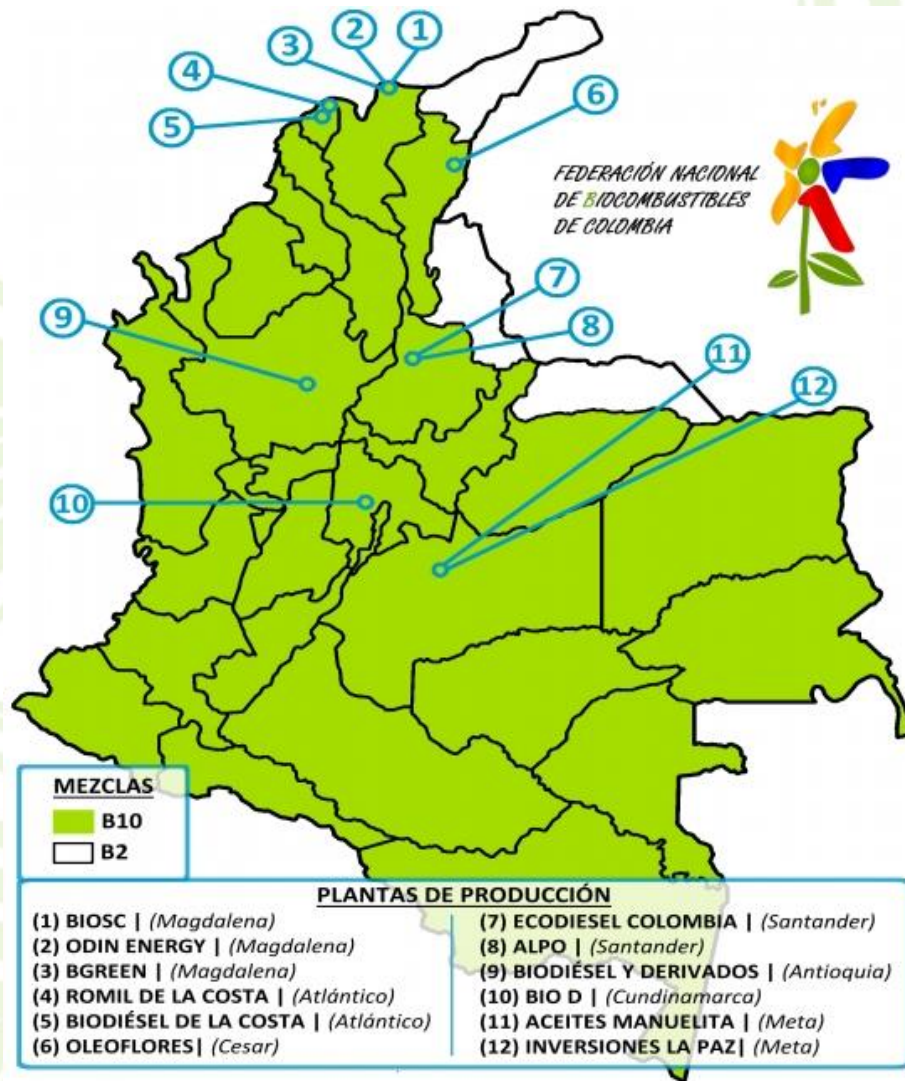 1
2
3
4
5
6
FEDERACIÓN NACIONAL
DE BIOCOMBUSTIBLES
DE COLOMBIA
7
8
9
11
12
10
MEZCLAS
B10
B2
PLANTAS DE PRODUCCIÓN
(1) BIOSC | (Magdalena)
(2) ODIN ENERGY | (Magdalena)
(3) BGREEN | (Magdalena)
(4) ROMIL DE LA COSTA | (Atlántico)
(5) BIODIÉSEL DE LA COSTA | (Atlántico)
(6) OLEOFLORES| (Cesar)
(7) ECODIESEL COLOMBIA | (Santander)
(8) ALPO | (Santander)
(9) BIODIÉSEL Y DERIVADOS | (Antioquia)
(10) BIO D | (Cundinamarca)
(11) ACEITES MANUELITA | (Meta)
(12) INVERSIONES LA PAZ| (Meta)